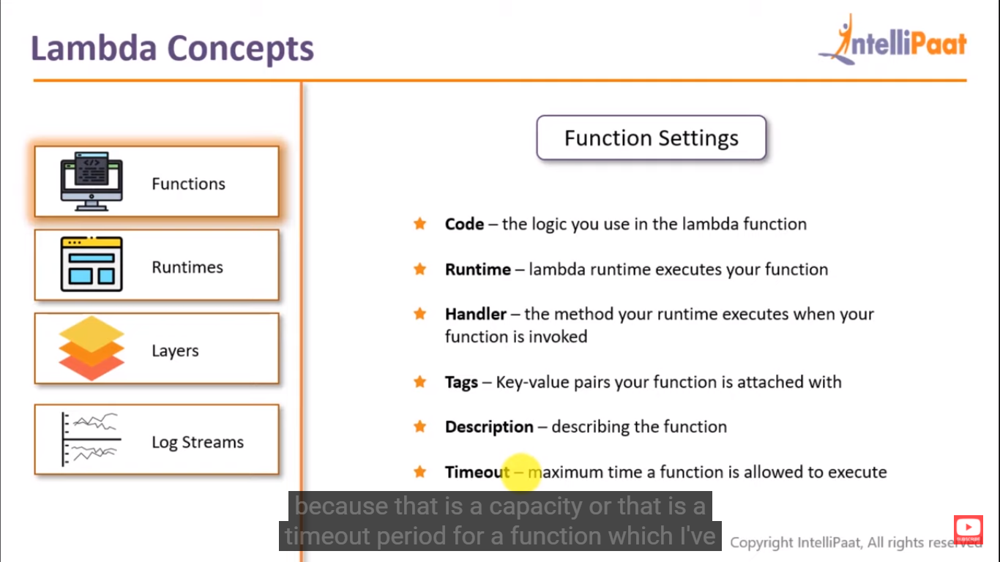 Lambda Concepts
IntelliPaat
Functions
Runtimes
Layers
Log Streams
Function Settings
Code – the logic you use in the lambda function
Runtime – lambda runtime executes your function
Handler – the method your runtime executes when your
function is invoked
Tags – Key-value pairs your function is attached with
Description – describing the function
Timeout – maximum time a function is allowed to execute
because that is a capacity or that is a
timeout period for a function which I've
Copyright IntelliPaat, All rights reserved
SUBSCRIBE